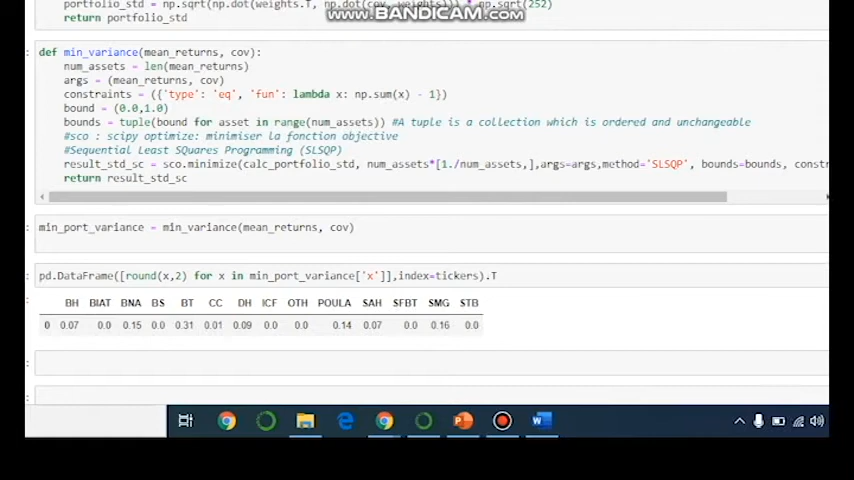 portfolio_std = np.sqrt(np.dot(weights.T, np.dot(cov, weights))) * np.sqrt(252)
www.BANDICAM.com
return portfolio_std
: def min_variance(mean_returns, cov):
num_assets = len(mean_returns)
args = (mean_returns, cov)
constraints = ({'type': 'eq', 'fun': lambda x: np.sum(x) - 1})
bound = (0.0,1.0)
bounds = tuple(bound for asset in range(num_assets)) #A tuple is a collection which is ordered and unchangeable
#sco : scipy optimize: minimiser la fonction objective
#Sequential Least SQuares Programming (SLSQP)
result_std_sc = sco.minimize(calc_portfolio_std, num_assets*[1./num_assets,],args=args,method='SLSQP', bounds=bounds, constr
return result_std_sc
: min_port_variance = min_variance(mean_returns, cov)
: pd.DataFrame([round(x,2) for x in min_port_variance['x']],index=tickers).T
: BH BIAT BNA BS BT CC DH ICF OTH POULA SAH SFBT SMG STB
0 0.07 0.0 0.15 0.0 0.31 0.01 0.09 0.0 0.0 0.14 0.07 0.0 0.16 0.0
:
: